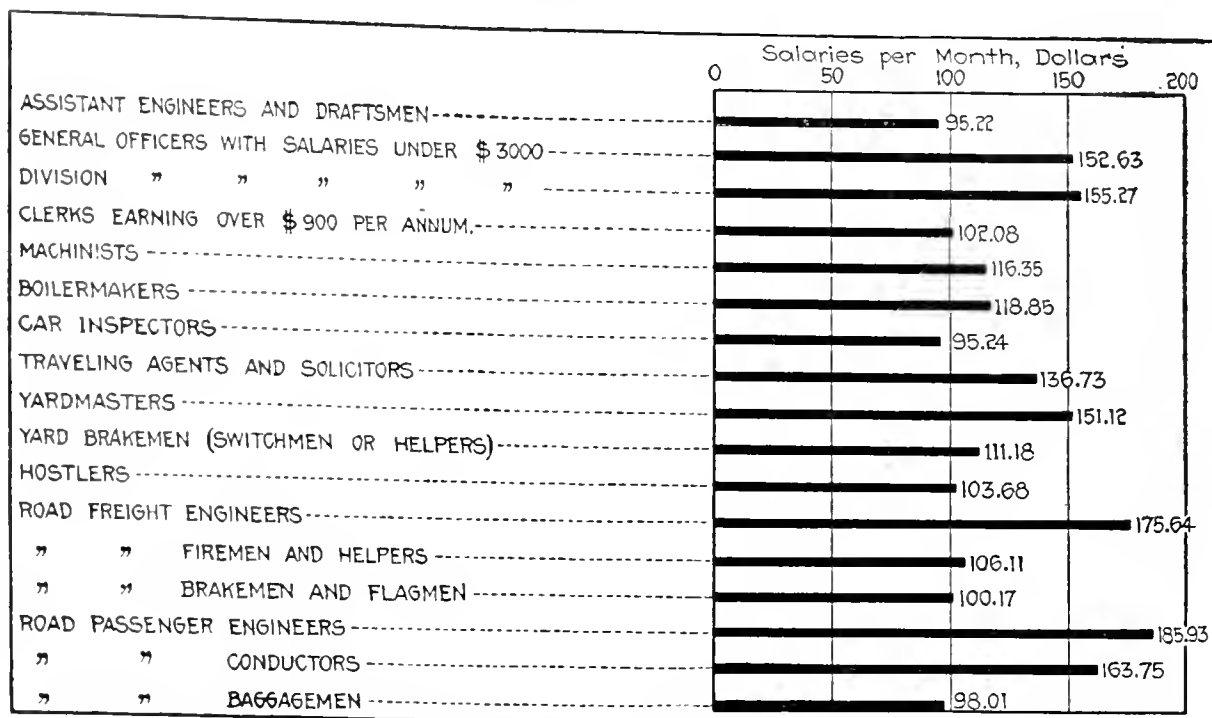 Salaries per Month, Dollars
0 50 100 150 200
ASSISTANT ENGINEERS AND DRAFTSMEN 95.22
GENERAL OFFICERS WITH SALARIES UNDER $3000 152.63
DIVISION " " " " " 155.27
CLERKS EARNING OVER $900 PER ANNUM. 102.08
MACHINISTS 116.35
BOILERMAKERS 118.85
CAR INSPECTORS 95.24
TRAVELING AGENTS AND SOLICITORS 136.73
YARDMASTERS 151.12
YARD BRAKEMEN (SWITCHMEN OR HELPERS) 111.18
HOSTLERS 103.68
ROAD FREIGHT ENGINEERS 175.64
" " FIREMEN AND HELPERS 106.11
" " BRAKEMEN AND FLAGMEN 100.17
ROAD PASSENGER ENGINEERS 185.93
" " CONDUCTORS 163.75
" " BAGGAGEMEN 98.01